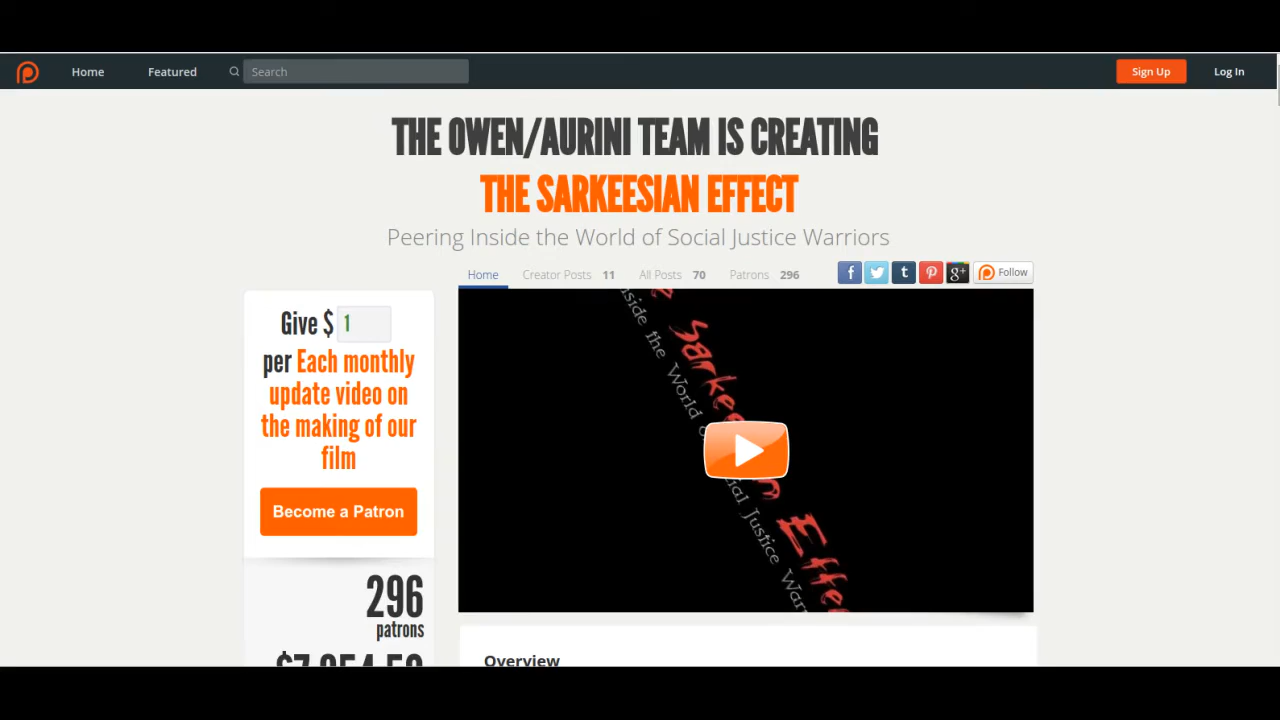 Home Featured Search Sign Up Log In
THE OWEN/AURINI TEAM IS CREATING
THE SARKEESIAN EFFECT
Peering Inside the World of Social Justice Warriors
Home Creator Posts 11 All Posts 70 Patrons 296 Follow
Give $ 1
per Each monthly
update video on
the making of our
film
Become a Patron
296
patrons
Overview